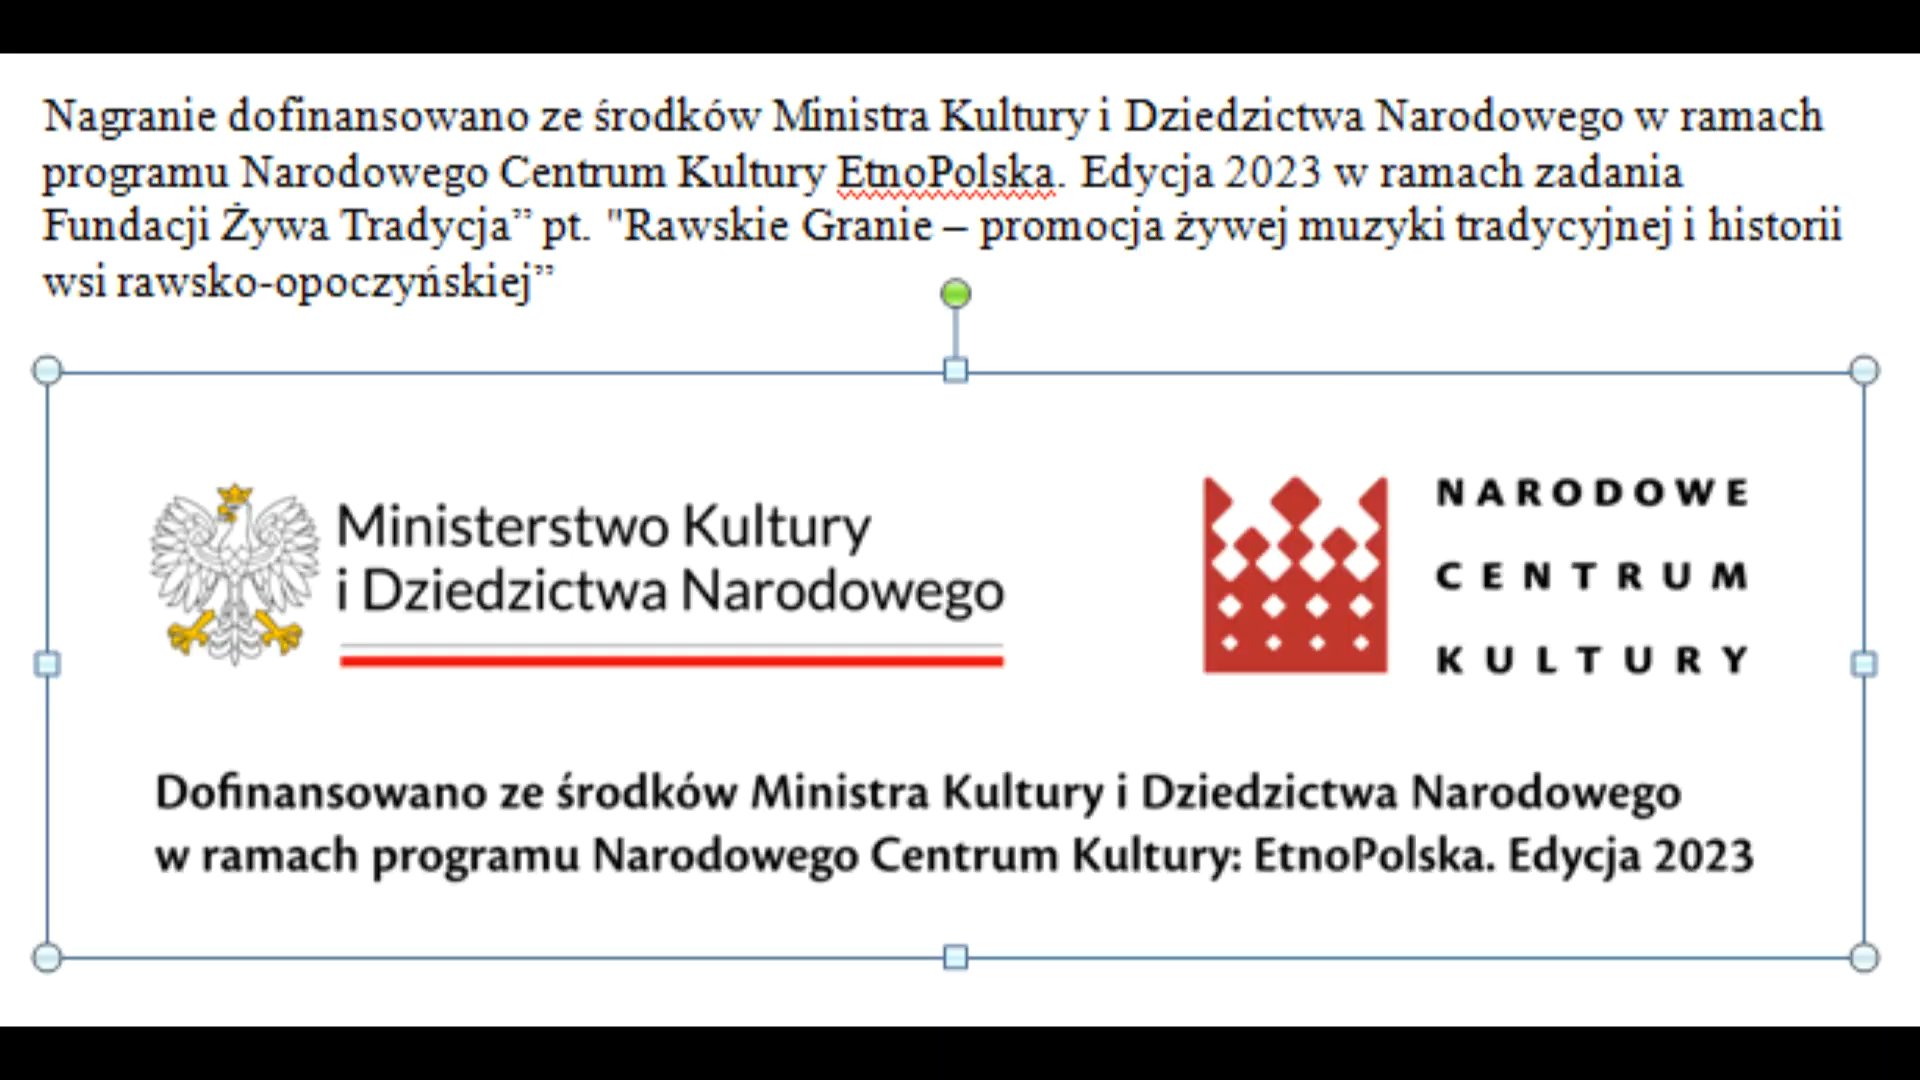 Nagranie dofinansowano ze środków Ministra Kultury i Dziedzictwa Narodowego w ramach
programu Narodowego Centrum Kultury EtnoPolska. Edycja 2023 w ramach zadania
Fundacji Żywa Tradycja” pt. "Rawskie Granie – promocja żywej muzyki tradycyjnej i historii
wsi rawsko-opoczyńskiej”
Ministerstwo Kultury
i Dziedzictwa Narodowego
NARODOWE
CENTRUM
KULTURY
Dofinansowano ze środków Ministra Kultury i Dziedzictwa Narodowego
w ramach programu Narodowego Centrum Kultury: EtnoPolska. Edycja 2023